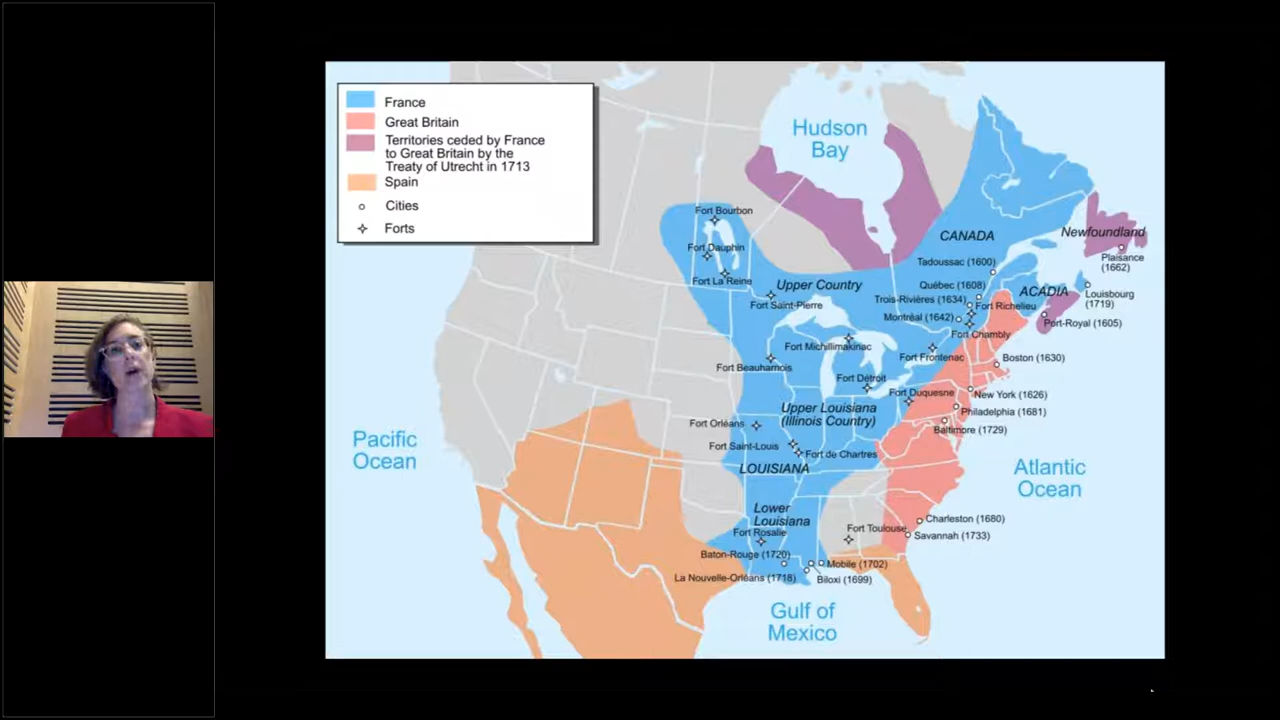 France
Great Britain
Territories ceded by France
to Great Britain by the
Treaty of Utrecht in 1713
Spain
Cities
Forts
Hudson
Bay
Fort Bourbon
Fort Dauphin
Fort La Reine
Upper Country
Fort Saint-Pierre
CANADA
Newfoundland
Plaisance
(1662)
Tadoussac (1600)
Québec (1608)
ACADIA
Louisbourg
(1719)
Trois-Rivières (1634)
Fort Richelieu
Montréal (1642)
Port-Royal (1605)
Fort Chambly
Fort Michillimakinac
Fort Frontenac
Boston (1630)
Fort Beauharnois
Fort Détroit
Fort Duquesne
New York (1626)
Upper Louisiana
(Illinois Country)
Philadelphia (1681)
Fort Orléans
Baltimore (1729)
Pacific
Ocean
Fort Saint-Louis
Fort de Chartres
LOUISIANA
Atlantic
Ocean
Lower
Louisiana
Charleston (1680)
Fort Rosalie
Fort Toulouse
Savannah (1733)
Baton-Rouge (1720)
Mobile (1702)
La Nouvelle-Orléans (1718)
Biloxi (1699)
Gulf of
Mexico